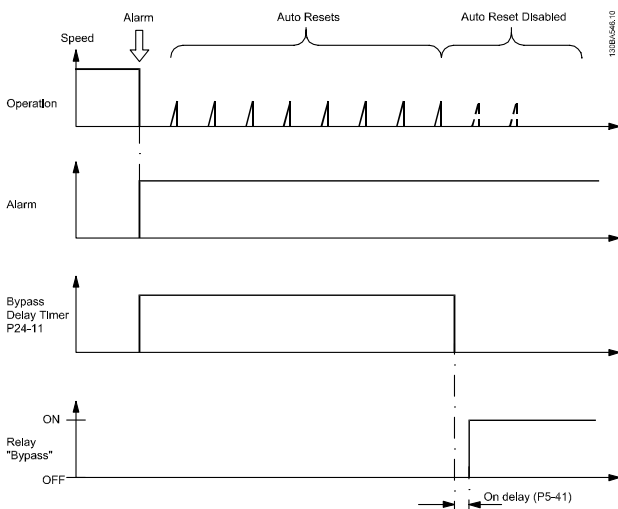 Alarm
Auto Resets
Auto Reset Disabled
130BA546.10
Speed
Operation
Alarm
Bypass
Delay Timer
P24-11
ON
Relay
"Bypass"
OFF
On delay (P5-41)